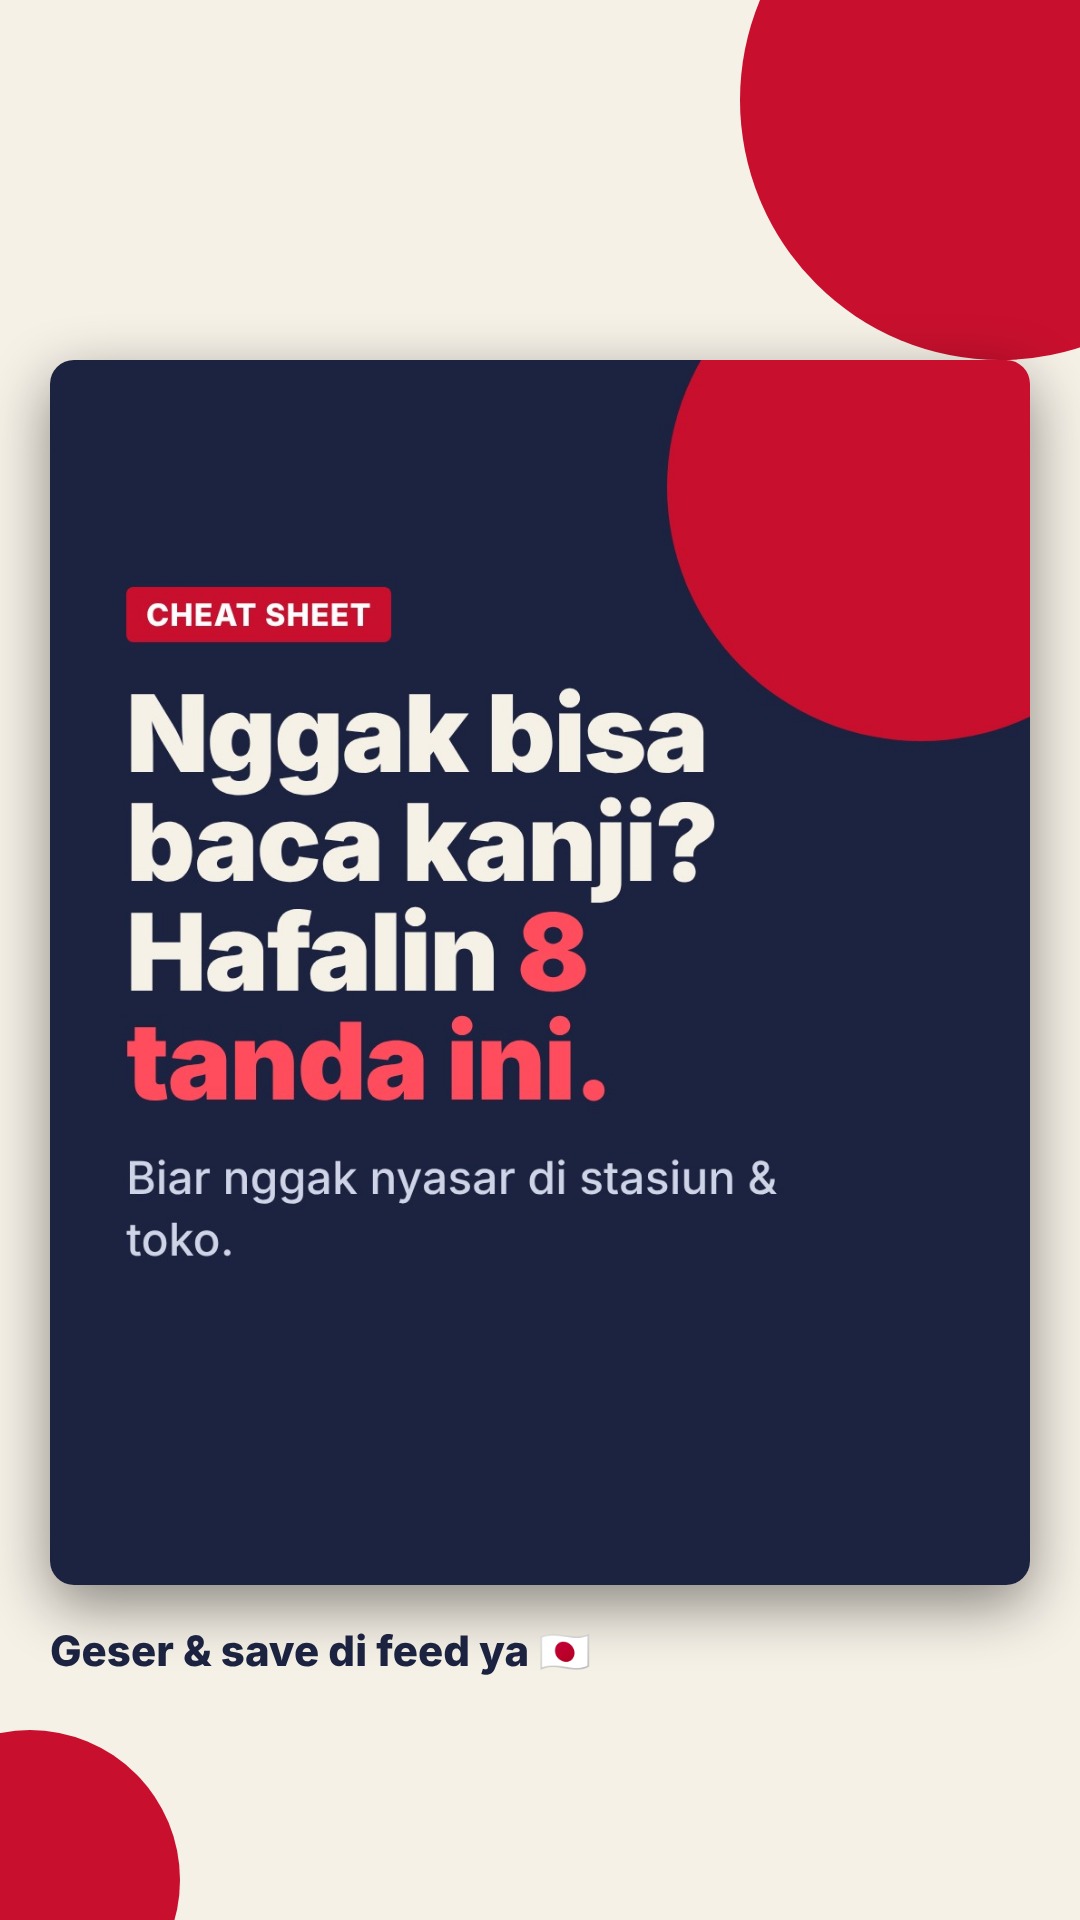 CHEAT SHEET
Nggak bisa
baca kanji?
Hafalin 8
tanda ini.
Biar nggak nyasar di stasiun &
toko.
Geser & save di feed ya 🇯🇵